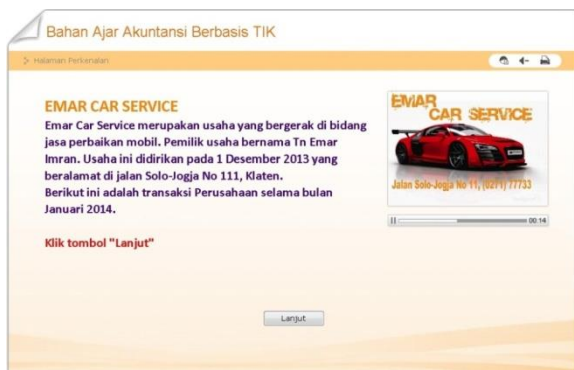 Bahan Ajar Akuntansi Berbasis TIK
Halaman Perkenalan
EMAR CAR SERVICE
Emar Car Service merupakan usaha yang bergerak di bidang
jasa perbaikan mobil. Pemilik usaha bernama Tn Emar
Imran. Usaha ini didirikan pada 1 Desember 2013 yang
beralamat di jalan Solo-Jogja No 111, Klaten.
Berikut ini adalah transaksi Perusahaan selama bulan
Januari 2014.
Klik tombol "Lanjut"
EMAR
CAR SERVICE
Jalan Solo-Jogja No 11, (0271) 77733
00:14
Lanjut